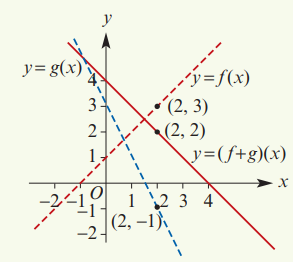 y
y = g(x)
y = f(x)
4
3
(2, 3)
2
(2, 2)
1
y = (f + g)(x)
O
x
-2 -1 1 2 3 4
-1
(2, -1)
-2